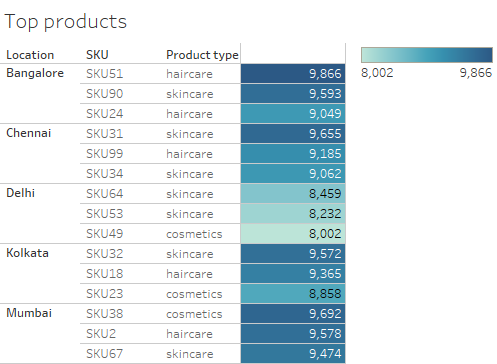 Top products
Location SKU Product type
8,002 9,866
Bangalore SKU51 haircare 9,866
SKU90 skincare 9,593
SKU24 haircare 9,049
Chennai SKU31 skincare 9,655
SKU99 haircare 9,185
SKU34 skincare 9,062
Delhi SKU64 skincare 8,459
SKU53 skincare 8,232
SKU49 cosmetics 8,002
Kolkata SKU32 skincare 9,572
SKU18 haircare 9,365
SKU23 cosmetics 8,858
Mumbai SKU38 cosmetics 9,692
SKU2 haircare 9,578
SKU67 skincare 9,474